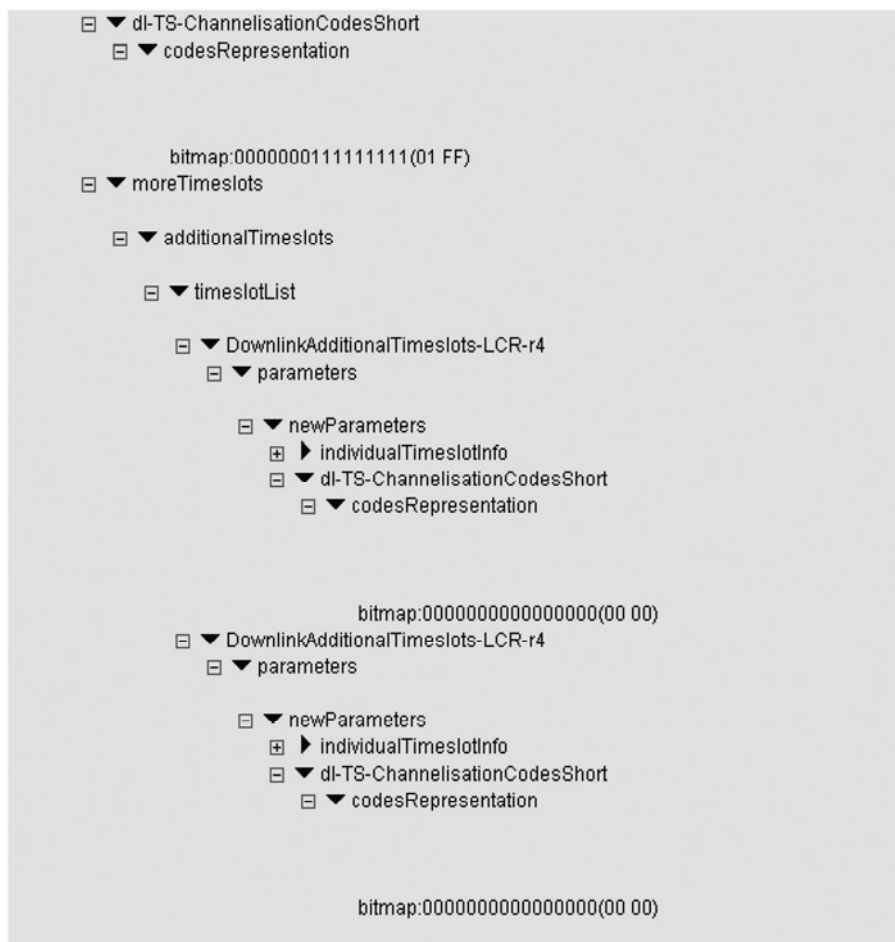 dl-TS-ChannelisationCodesShort
codesRepresentation
bitmap:0000000111111111(01 FF)
moreTimeslots
additionalTimeslots
timeslotList
DownlinkAdditionalTimeslots-LCR-r4
parameters
newParameters
individualTimeslotInfo
dl-TS-ChannelisationCodesShort
codesRepresentation
bitmap:0000000000000000(00 00)
DownlinkAdditionalTimeslots-LCR-r4
parameters
newParameters
individualTimeslotInfo
dl-TS-ChannelisationCodesShort
codesRepresentation
bitmap:0000000000000000(00 00)